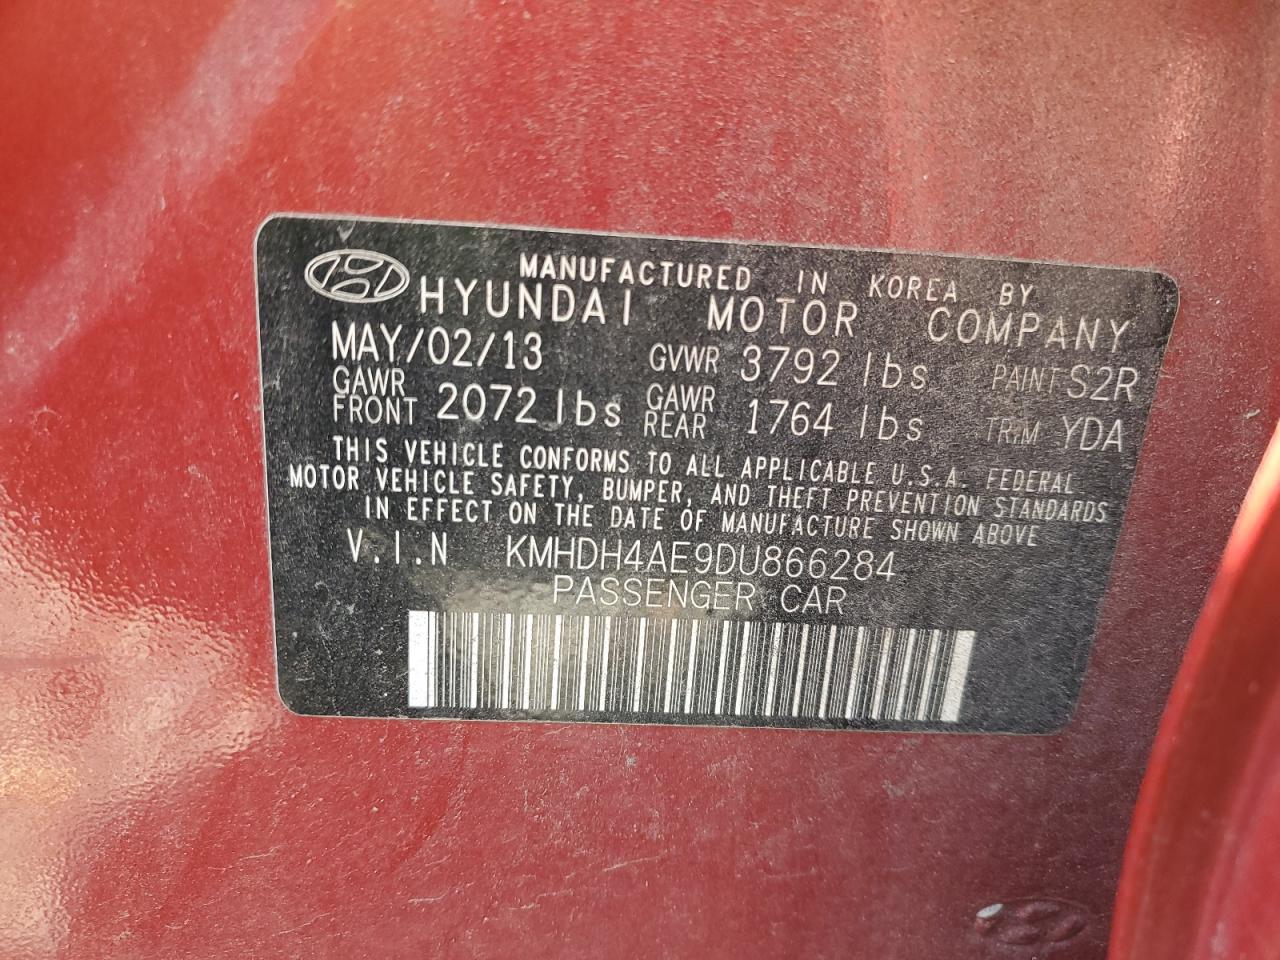 MANUFACTURED IN KOREA BY
HYUNDAI MOTOR COMPANY
MAY/02/13 GVWR 3792 lbs PAINT S2R
GAWR FRONT 2072 lbs GAWR REAR 1764 lbs TRIM YDA
THIS VEHICLE CONFORMS TO ALL APPLICABLE U.S.A. FEDERAL
MOTOR VEHICLE SAFETY, BUMPER, AND THEFT PREVENTION STANDARDS
IN EFFECT ON THE DATE OF MANUFACTURE SHOWN ABOVE
V.I.N KMHDH4AE9DU866284
PASSENGER CAR